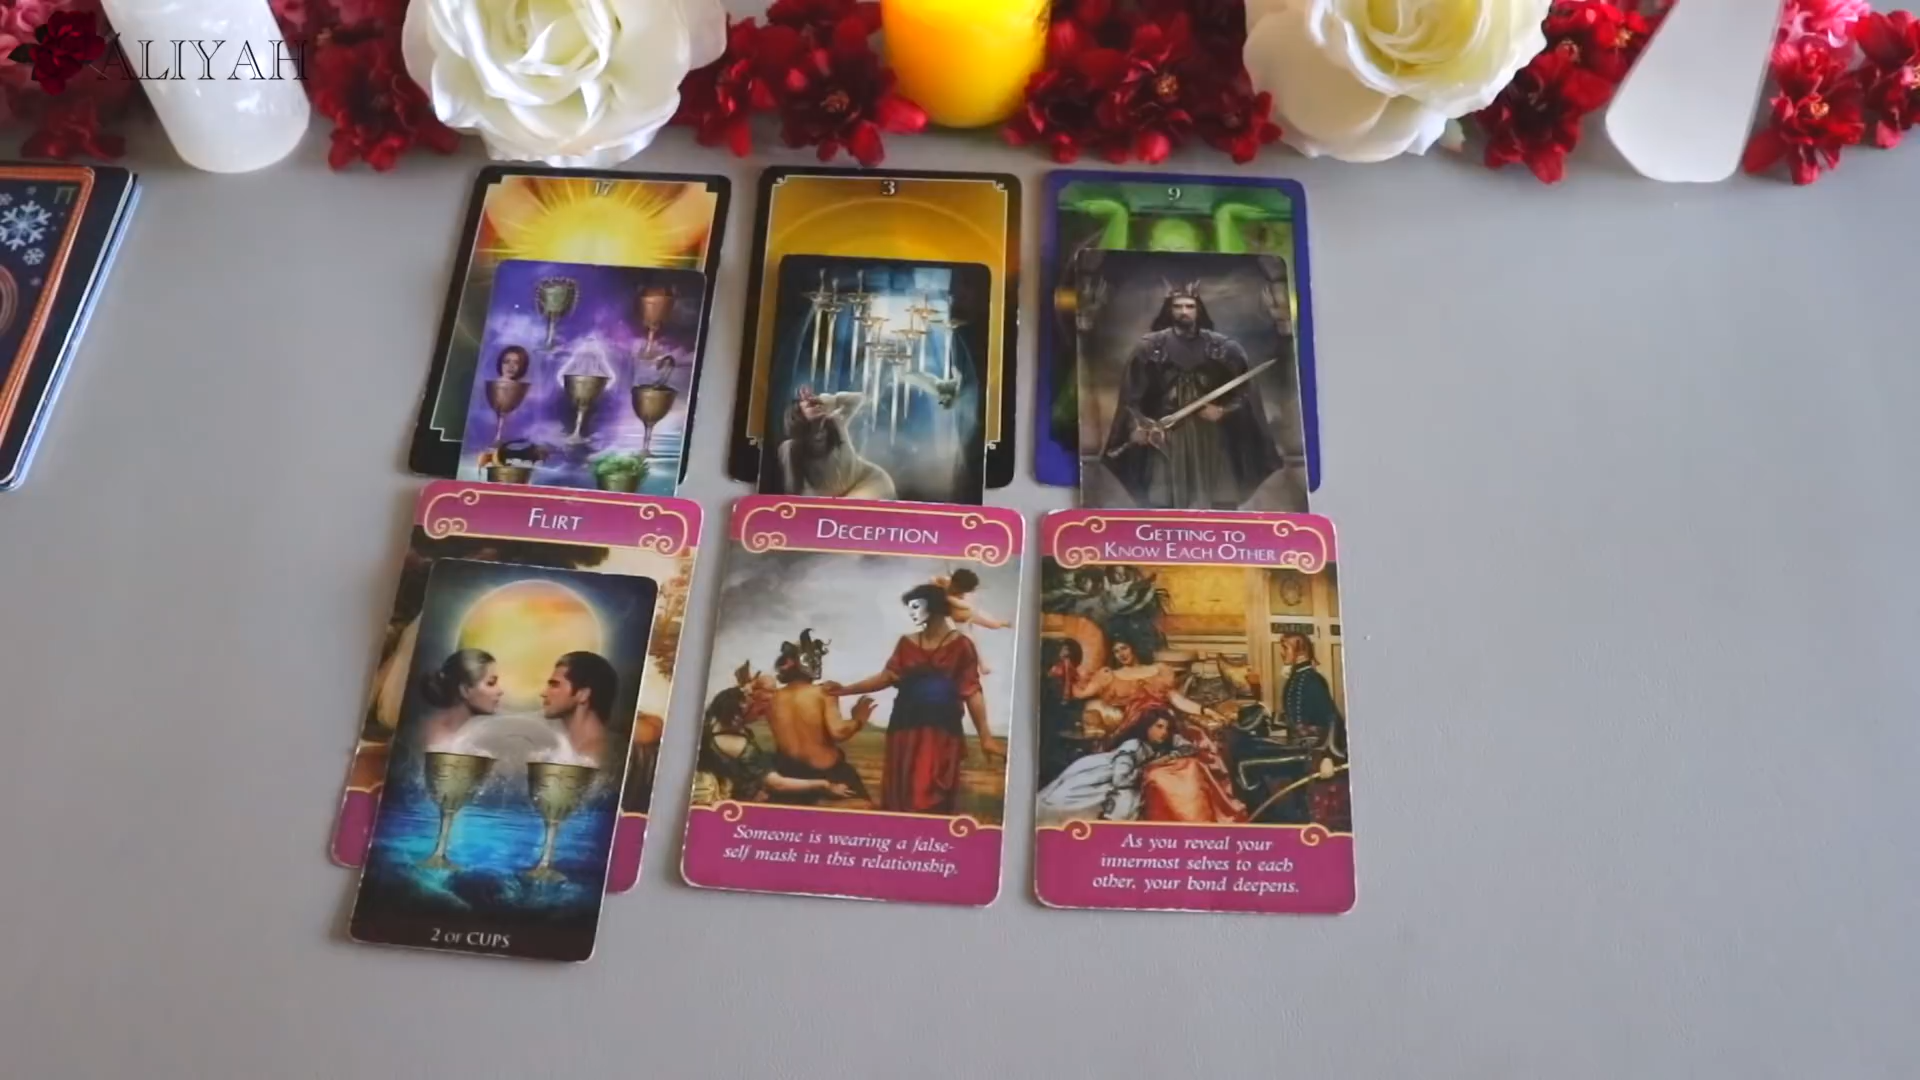 ALIYAH
17
3
9
FLIRT
DECEPTION
GETTING TO
KNOW EACH OTHER
Someone is wearing a false-
self mask in this relationship.
As you reveal your
innermost selves to each
other, your bond deepens.
2 OF CUPS